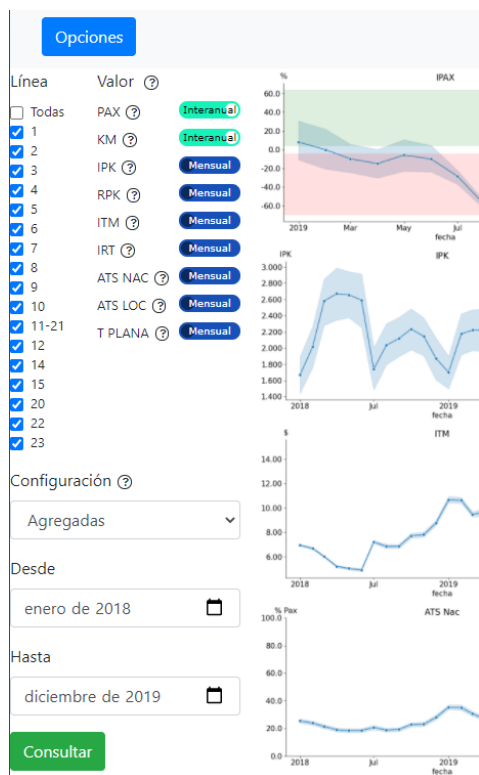 Opciones
Línea
Valor ?
Todas
1
2
3
4
5
6
7
8
9
10
11-21
12
14
15
20
22
23
PAX ? Interanual
KM ? Interanual
IPK ? Mensual
RPK ? Mensual
ITM ? Mensual
IRT ? Mensual
ATS NAC ? Mensual
ATS LOC ? Mensual
T PLANA ? Mensual
Configuración ?
Agregadas
Desde
enero de 2018
Hasta
diciembre de 2019
Consultar
%
IPAX
60.0
40.0
20.0
0.0
-20.0
-40.0
-60.0
2019 Mar May Jul
fecha
IPK
IPK
3.000
2.800
2.600
2.400
2.200
2.000
1.800
1.600
1.400
2018 Jul 2019
fecha
$
ITM
14.00
12.00
10.00
8.00
6.00
2018 Jul 2019
fecha
% Pax
ATS Nac
100.0
80.0
60.0
40.0
20.0
0.0
2018 Jul 2019
fecha